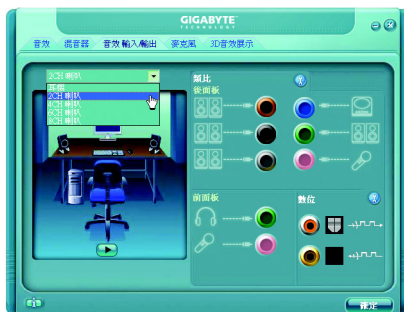 GIGABYTE
TECHNOLOGY
音效 混音器 音效輸入/輸出 麥克風 3D音效展示
2CH 喇叭
耳機
2CH 喇叭
4CH 喇叭
6CH 喇叭
8CH 喇叭
類比
後面板
前面板
數位
確定